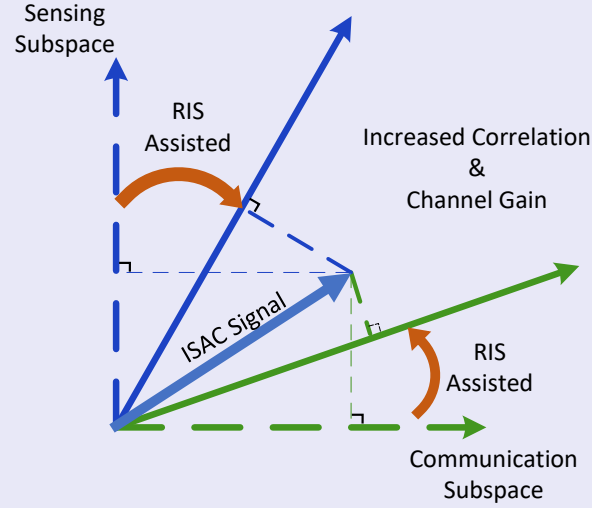 Sensing
Subspace
RIS
Assisted
Increased Correlation
&
Channel Gain
ISAC Signal
RIS
Assisted
Communication
Subspace